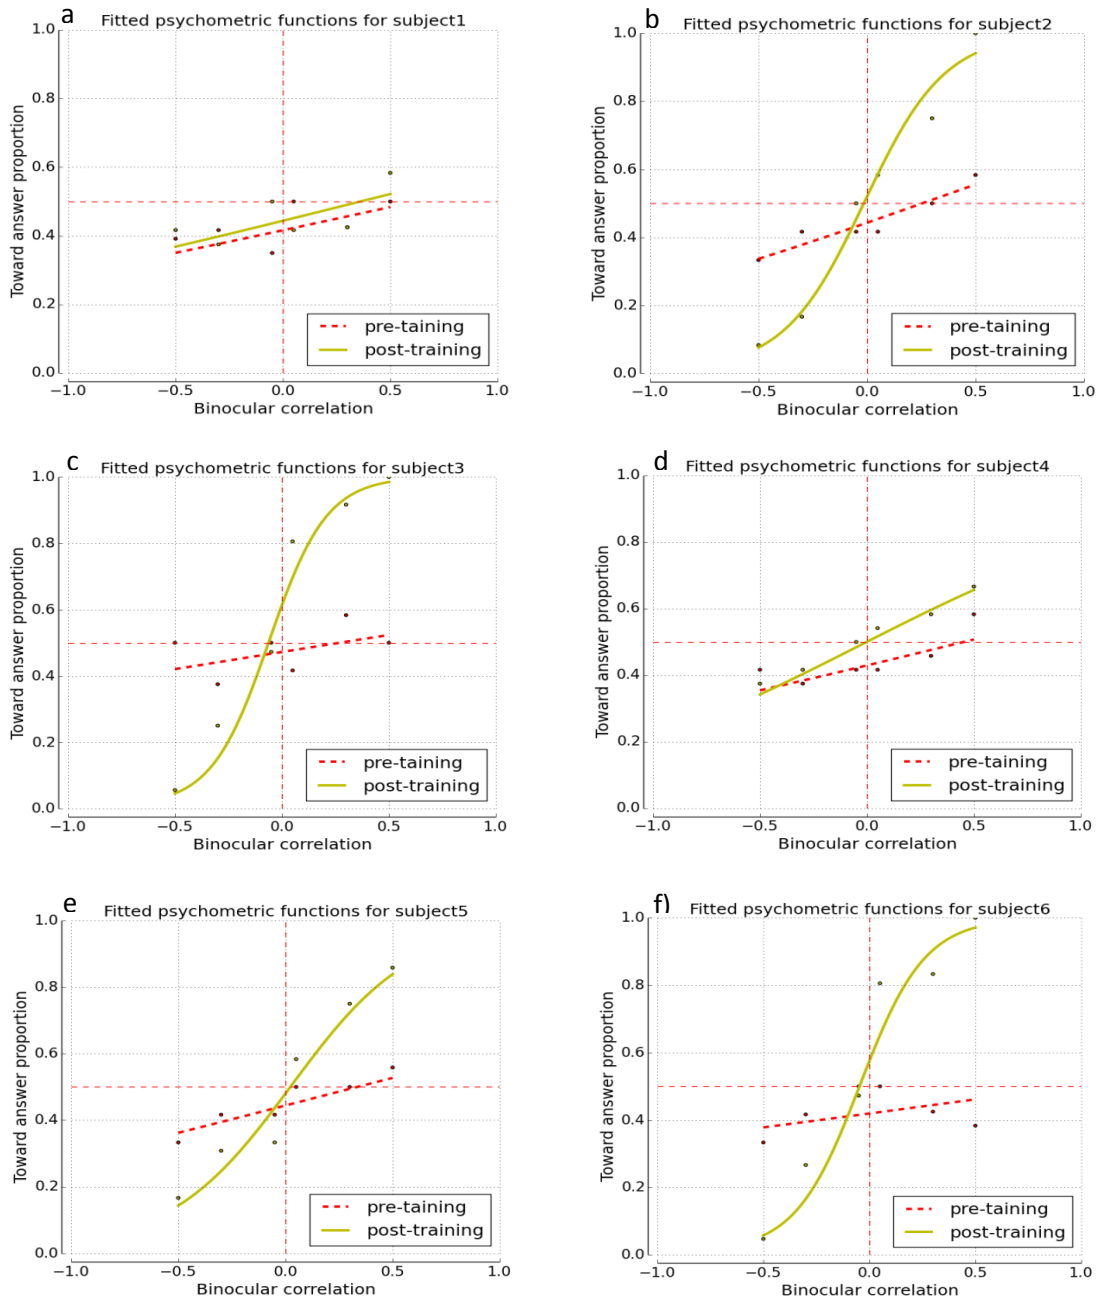 a
Fitted psychometric functions for subject1
Toward answer proportion
1.0
0.8
0.6
0.4
0.2
0.0
pre-taining
post-training
−1.0 −0.5 0.0 0.5 1.0
Binocular correlation
b
Fitted psychometric functions for subject2
Toward answer proportion
1.0
0.8
0.6
0.4
0.2
0.0
pre-taining
post-training
−1.0 −0.5 0.0 0.5 1.0
Binocular correlation
c
Fitted psychometric functions for subject3
Toward answer proportion
1.0
0.8
0.6
0.4
0.2
0.0
pre-taining
post-training
−1.0 −0.5 0.0 0.5 1.0
Binocular correlation
d
Fitted psychometric functions for subject4
Toward answer proportion
1.0
0.8
0.6
0.4
0.2
0.0
pre-taining
post-training
−1.0 −0.5 0.0 0.5 1.0
Binocular correlation
e
Fitted psychometric functions for subject5
Toward answer proportion
1.0
0.8
0.6
0.4
0.2
0.0
pre-taining
post-training
−1.0 −0.5 0.0 0.5 1.0
Binocular correlation
f)
Fitted psychometric functions for subject6
Toward answer proportion
1.0
0.8
0.6
0.4
0.2
0.0
pre-taining
post-training
−1.0 −0.5 0.0 0.5 1.0
Binocular correlation